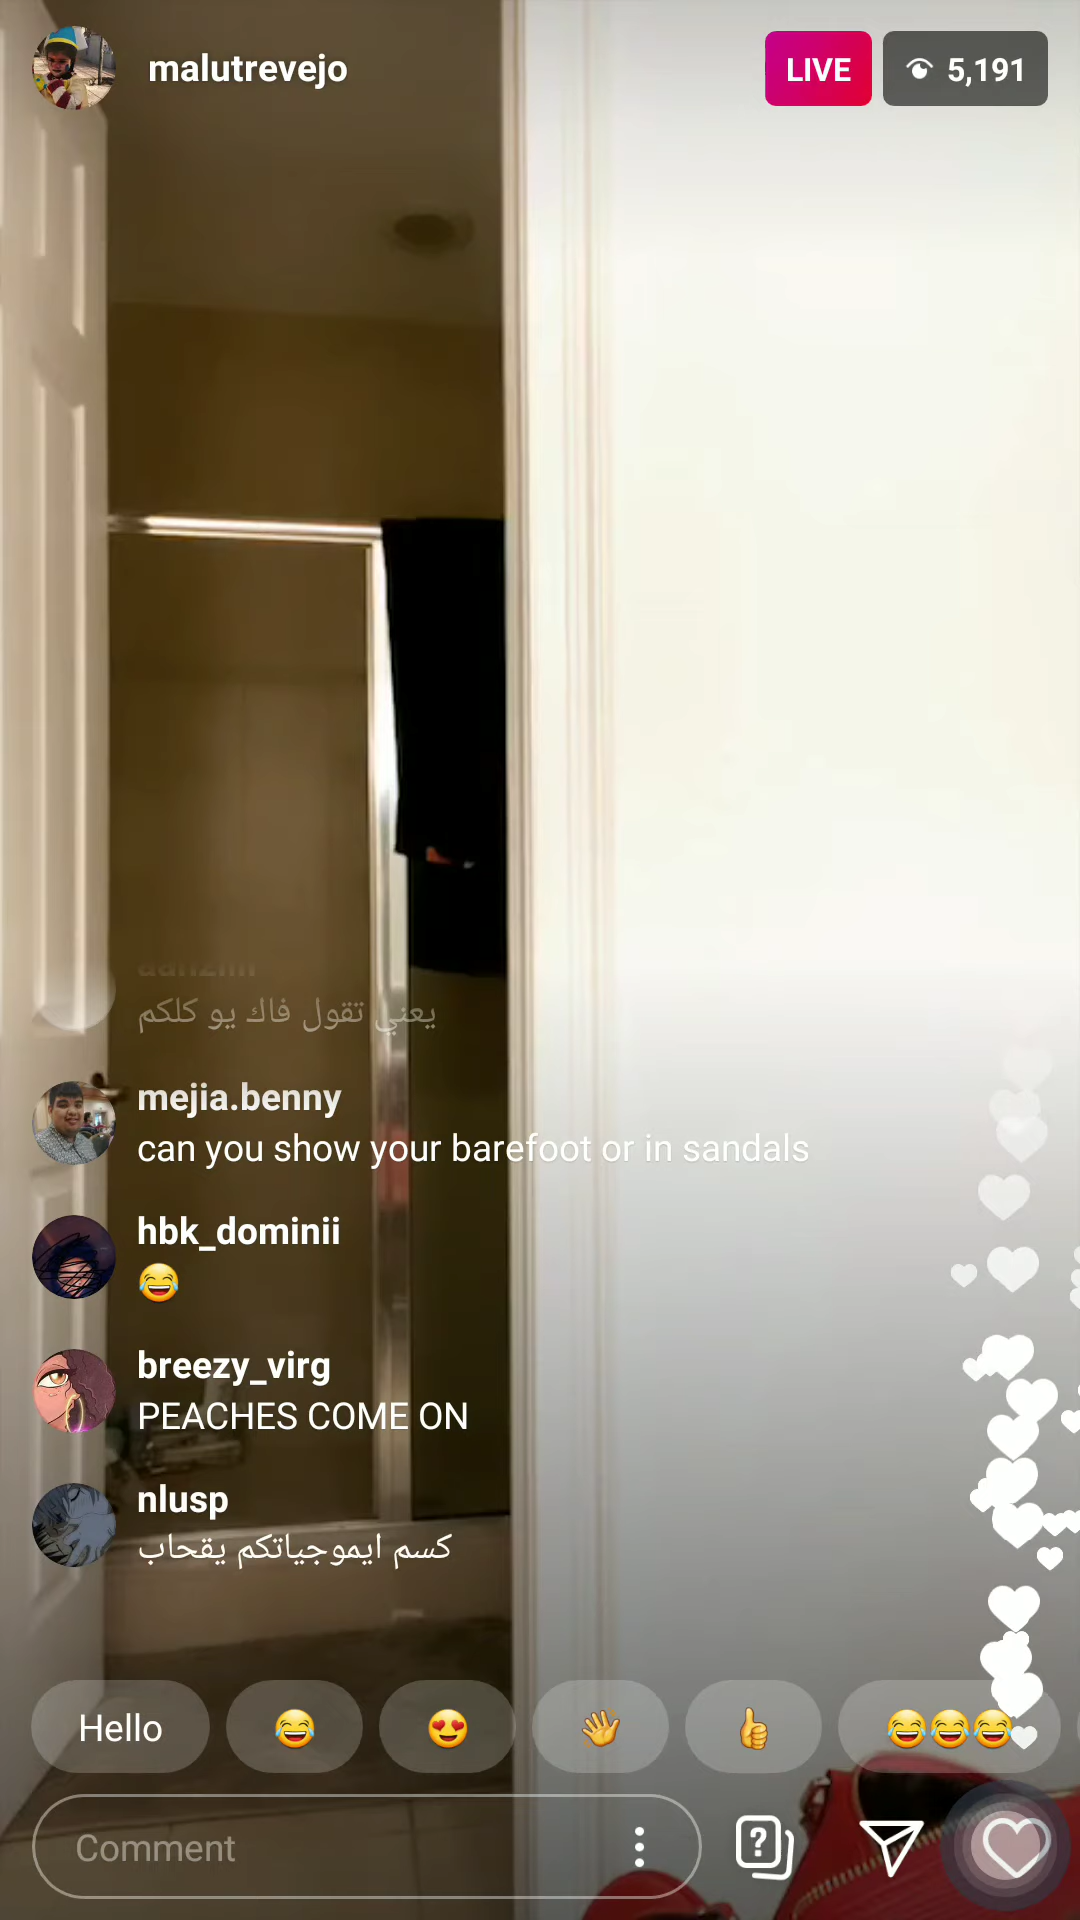 malutrevejo
LIVE
5,191
يعني تقول فاك يو كلكم
mejia.benny
can you show your barefoot or in sandals
hbk_dominii
😂
breezy_virg
PEACHES COME ON
nlusp
كسم ايموجياتكم يقحاب
Hello 😂 😍 👋 👍 😂😂😂
Comment